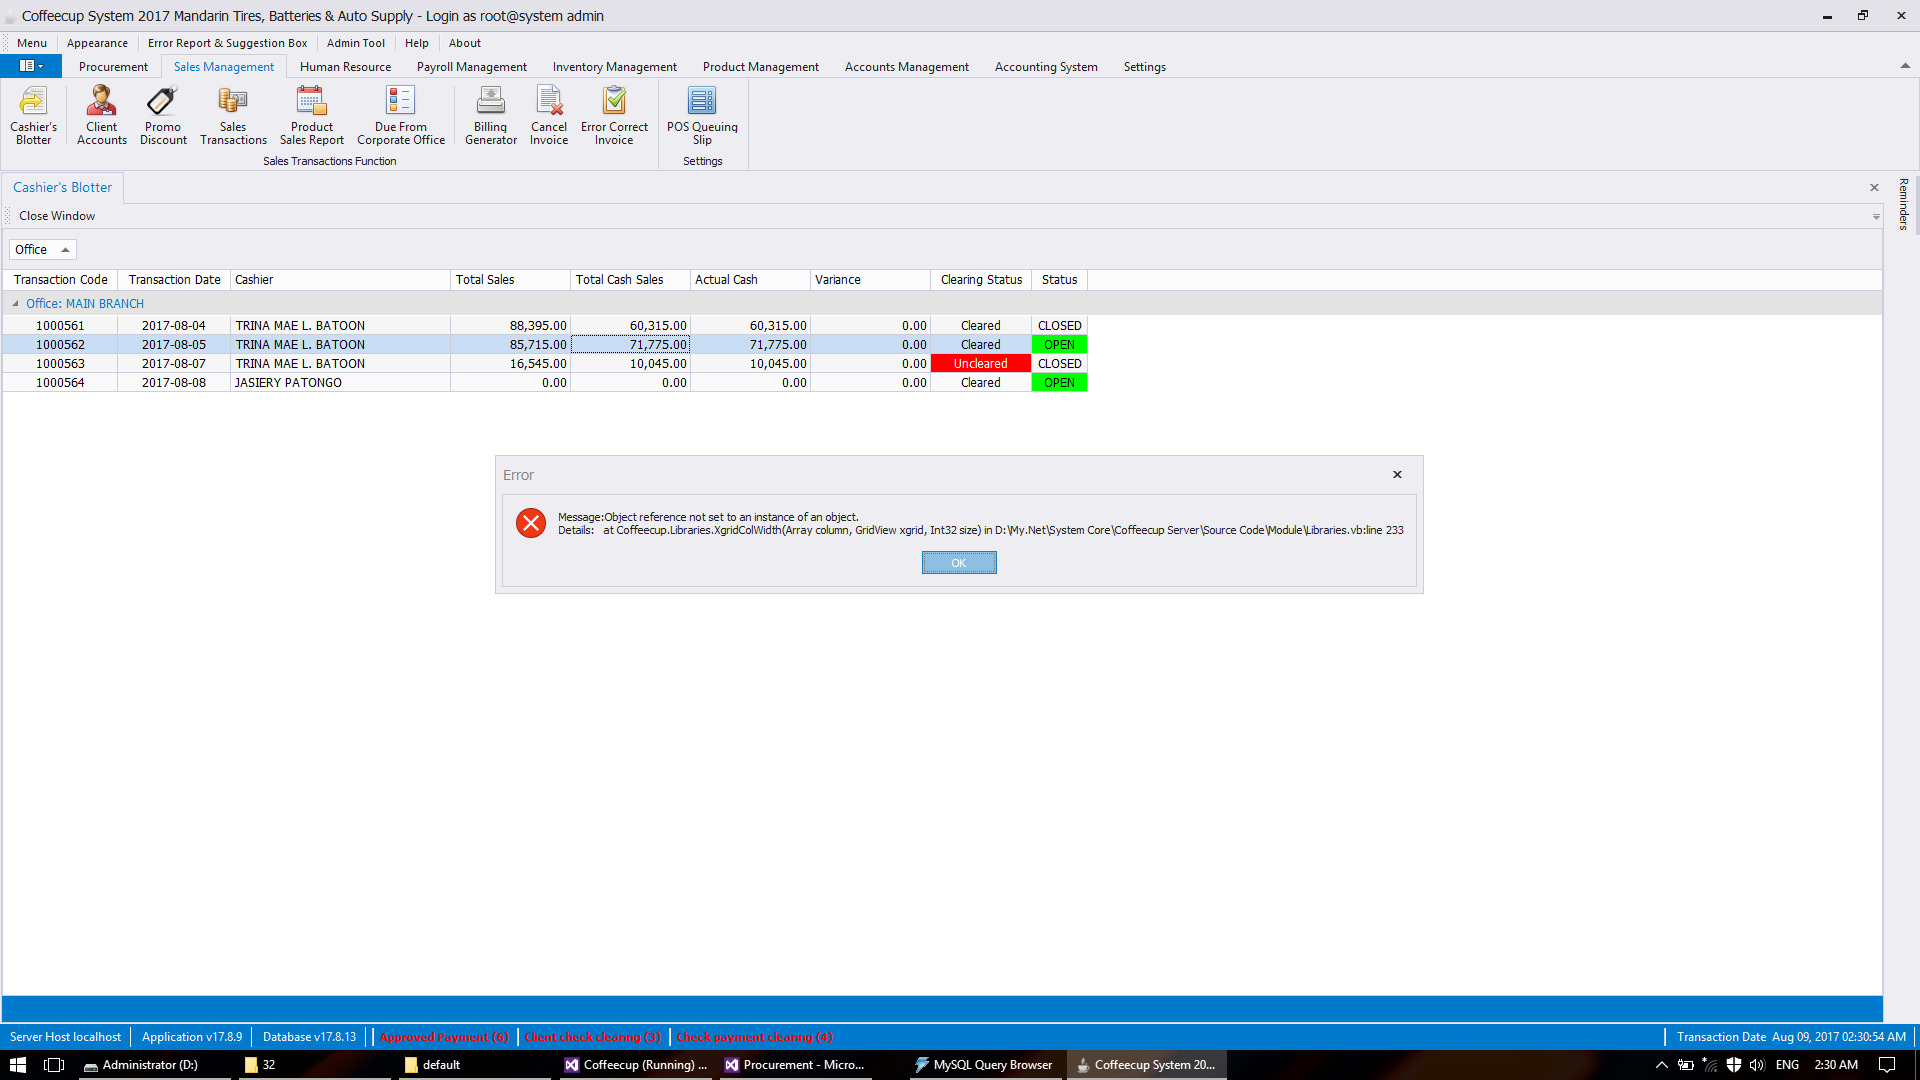 Coffeecup System 2017 Mandarin Tires, Batteries & Auto Supply - Login as root@system admin
Menu Appearance Error Report & Suggestion Box Admin Tool Help About
Procurement Sales Management Human Resource Payroll Management Inventory Management Product Management Accounts Management Accounting System Settings
Cashier's Blotter
Client Accounts
Promo Discount
Sales Transactions
Product Sales Report
Due From Corporate Office
Billing Generator
Cancel Invoice
Error Correct Invoice
POS Queuing Slip
Sales Transactions Function
Settings
Cashier's Blotter
Reminders
Close Window
Office
Transaction Code Transaction Date Cashier Total Sales Total Cash Sales Actual Cash Variance Clearing Status Status
Office: MAIN BRANCH
1000561 2017-08-04 TRINA MAE L. BATOON 88,395.00 60,315.00 60,315.00 0.00 Cleared CLOSED
1000562 2017-08-05 TRINA MAE L. BATOON 85,715.00 71,775.00 71,775.00 0.00 Cleared OPEN
1000563 2017-08-07 TRINA MAE L. BATOON 16,545.00 10,045.00 10,045.00 0.00 Uncleared CLOSED
1000564 2017-08-08 JASIERY PATONGO 0.00 0.00 0.00 0.00 Cleared OPEN
Error
Message:Object reference not set to an instance of an object.
Details: at Coffeecup.Libraries.XgridColWidth(Array column, GridView xgrid, Int32 size) in D:\My.Net\System Core\Coffeecup Server\Source Code\Module\Libraries.vb:line 233
OK
Server Host localhost Application v17.8.9 Database v17.8.13 Approved Payment (6) Client check clearing (3) Check payment clearing (4) Transaction Date Aug 09, 2017 02:30:54 AM
Administrator (D:) 32 default Coffeecup (Running) ... Procurement - Micro... MySQL Query Browser Coffeecup System 20... ENG 2:30 AM